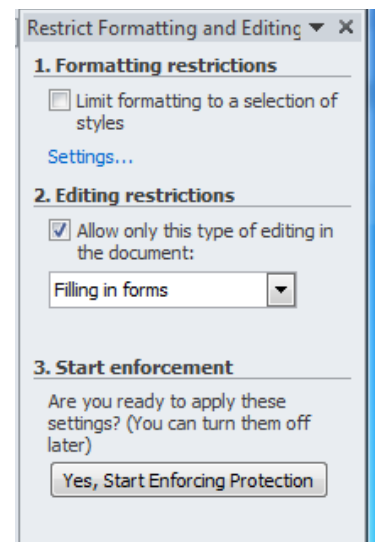 Restrict Formatting and Editing
1. Formatting restrictions
Limit formatting to a selection of
styles
Settings...
2. Editing restrictions
Allow only this type of editing in
the document:
Filling in forms
3. Start enforcement
Are you ready to apply these
settings? (You can turn them off
later)
Yes, Start Enforcing Protection